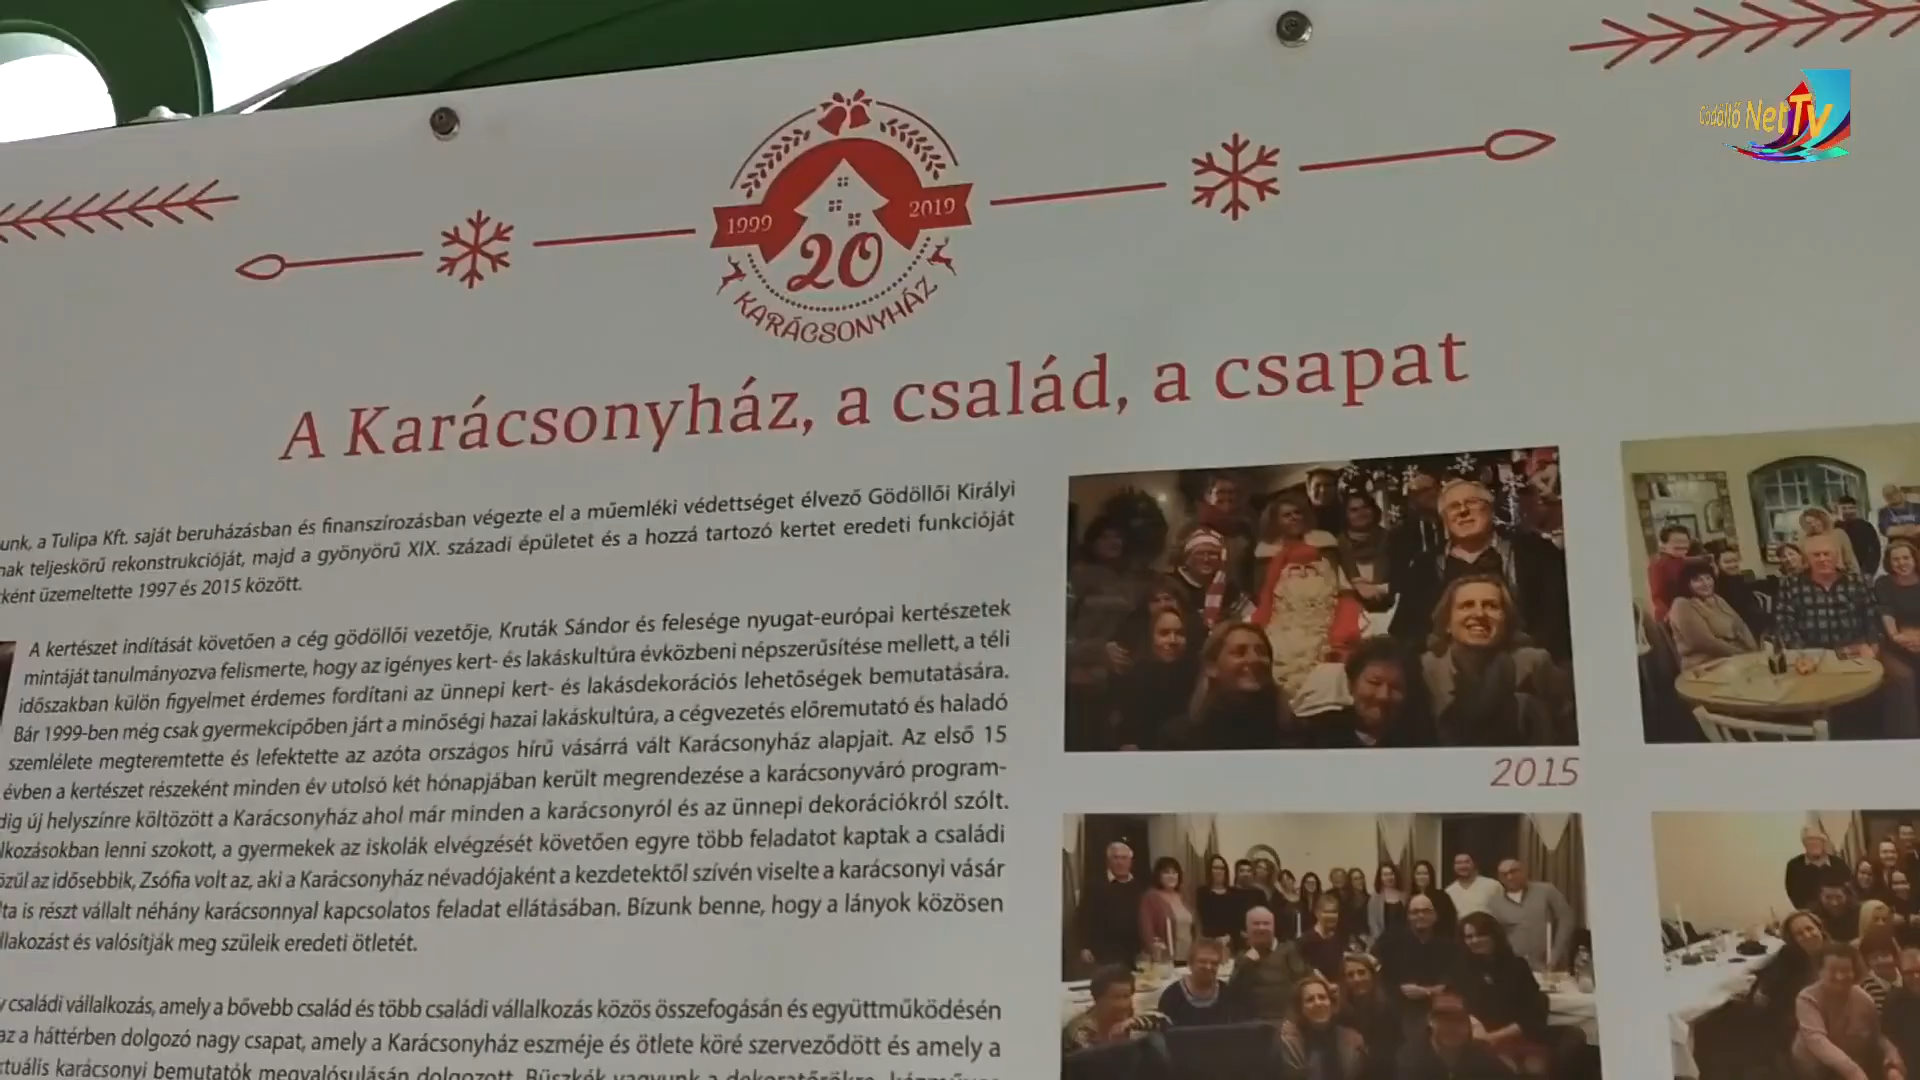 Gödöllő NetTv
1999
2019
20
KARÁCSONYHÁZ
A Karácsonyház, a család, a csapat
a Tulipa Kft. saját beruházásban és finanszírozásban végezte el a műemléki védettséget élvező Gödöllői Királyi
teljeskörű rekonstrukcióját, majd a gyönyörű XIX. századi épületet és a hozzá tartozó kertet eredeti funkcióját
üzemeltette 1997 és 2015 között.
A kertészet indítását követően a cég gödöllői vezetője, Kruták Sándor és felesége nyugat-európai kertészetek
mintáját tanulmányozva felismerte, hogy az igényes kert- és lakáskultúra évközbeni népszerűsítése mellett, a téli
időszakban külön figyelmet érdemes fordítani az ünnepi kert- és lakásdekorációs lehetőségek bemutatására.
Bár 1999-ben még csak gyermekcipőben járt a minőségi hazai lakáskultúra, a cégvezetés előremutató és haladó
szemlélete megteremtette és lefektette az azóta országos hírű vásárrá vált Karácsonyház alapjait. Az első 15
évben a kertészet részeként minden év utolsó két hónapjában került megrendezése a karácsonyváró program-
dig új helyszínre költözött a Karácsonyház ahol már minden a karácsonyról és az ünnepi dekorációkról szólt.
lkozásokban lenni szokott, a gyermekek az iskolák elvégzését követően egyre több feladatot kaptak a családi
özül az idősebbik, Zsófia volt az, aki a Karácsonyház névadójaként a kezdetektől szívén viselte a karácsonyi vásár
ta is részt vállalt néhány karácsonnyal kapcsolatos feladat ellátásában. Bízunk benne, hogy a lányok közösen
llakozást és valósítják meg szüleik eredeti ötletét.
családi vállalkozás, amely a bővebb család és több családi vállalkozás közös összefogásán és együttműködésén
az a háttérben dolgozó nagy csapat, amely a Karácsonyház eszméje és ötlete köré szerveződött és amely a
ktuális karácsonyi bemutatók megvalósulásán dolgozott. Büszkék vagyunk a
2015